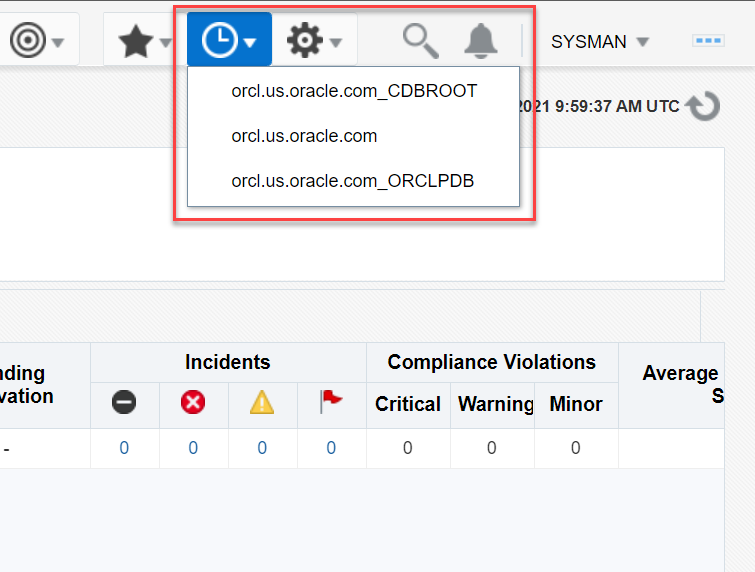 SYSMAN
orcl.us.oracle.com_CDBROOT
2021 9:59:37 AM UTC
orcl.us.oracle.com
orcl.us.oracle.com_ORCLPDB
nding
vation
Incidents
Compliance Violations
Average
S
Critical
Warning
Minor
-
0
0
0
0
0
0
0